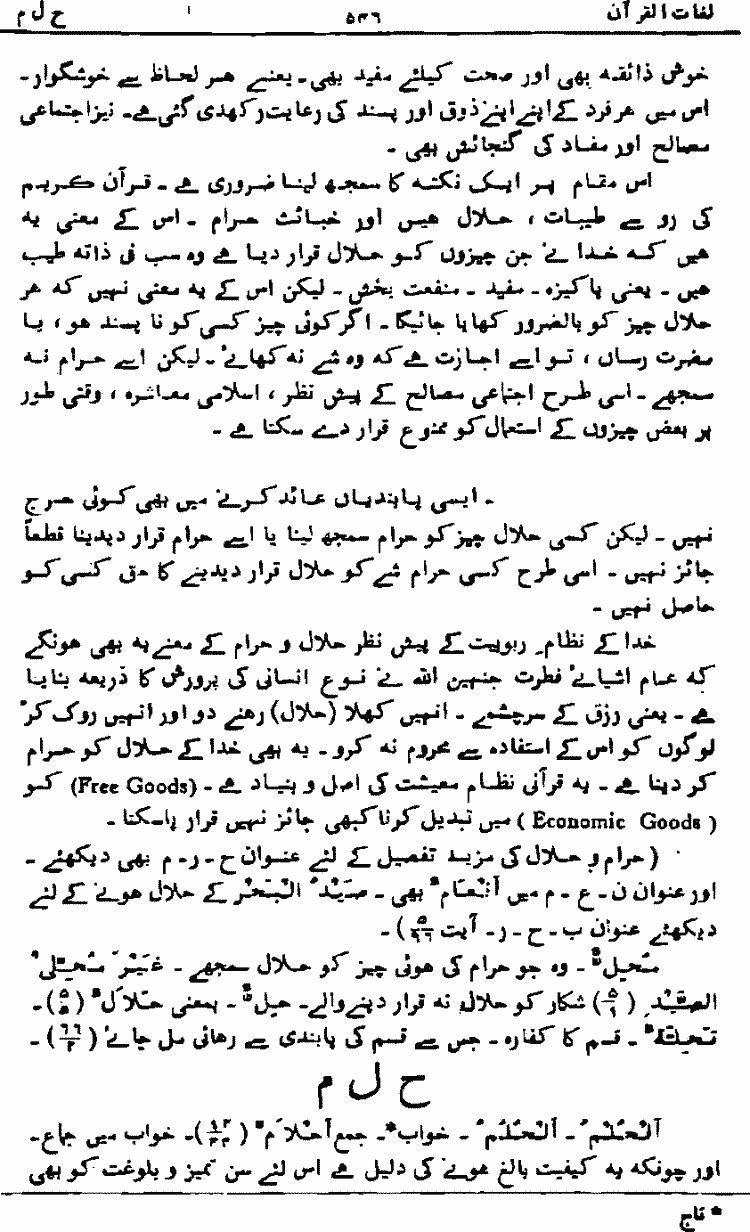 لغات القرآن ۵۳۶ ح ل م
خوش ذائقہ بھی اور صحت کیلئے مفید بھی۔ یعنی ہر لحاظ سے خوشگوار۔
اس میں ہر فرد کے اپنے اپنے ذوق اور پسند کی رعایت رکھدی گئی ہے۔ نیز اجتماعی
مصالح اور مفاد کی گنجائش بھی ۔
اس مقام پر ایک نکتہ کا سمجھ لینا ضروری ہے ۔ قرآن کریم
کی رو سے طیبات ، حلال ہیں اور خبائث حرام ۔ اس کے معنی یہ
ہیں کہ خدا نے جن چیزوں کو حلال قرار دیا ہے وہ سب فی ذاتہ طیب
ہیں ۔ یعنی پاکیزہ ۔ مفید ۔ منفعت بخش ۔ لیکن اس کے یہ معنی نہیں کہ ہر
حلال چیز کو بالضرور کھایا جائیگا ۔ اگر کوئی چیز کسی کو نا پسند ہو ، یا
مضرت رساں ، تو اسے اجازت ہے کہ وہ شے نہ کھائے ۔ لیکن اسے حرام نہ
سمجھے ۔ اسی طرح اجتماعی مصالح کے پیش نظر ، اسلامی معاشرہ ، وقتی طور
پر بعض چیزوں کے استعمال کو ممنوع قرار دے سکتا ہے ۔
۔ ایسی پابندیاں عائد کرنے میں بھی کوئی حرج
نہیں ۔ لیکن کسی حلال چیز کو حرام سمجھ لینا یا اسے حرام قرار دیدینا قطعاً
جائز نہیں ۔ اسی طرح کسی حرام شے کو حلال قرار دیدینے کا حق کسی کو
حاصل نہیں ۔
خدا کے نظامِ ربوبیت کے پیش نظر حلال و حرام کے معنے یہ بھی ہونگے
کہ عام اشیائے فطرت جنہیں اللہ نے نوع انسانی کی پرورش کا ذریعہ بنایا
ہے ۔ یعنی رزق کے سرچشمے ۔ انہیں کھلا (حلال) رہنے دو اور انہیں روک کر
لوگوں کو اس کے استفادہ سے محروم نہ کرو ۔ یہ بھی خدا کے حلال کو حرام
کر دینا ہے ۔ یہ قرآنی نظام معیشت کی اصل و بنیاد ہے ۔ (Free Goods) کو
(Economic Goods) میں تبدیل کرنا کبھی جائز نہیں قرار پاسکتا ۔
( حرام و حلال کی مزید تفصیل کے لئے عنوان ح ۔ ر ۔ م بھی دیکھئے ۔
اور عنوان ن ۔ ع ۔ م میں اَنْعَامٌ بھی ۔ صَیْدُ الْبَحْرِ کے حلال ہونے کے لئے
دیکھئے عنوان ب ۔ ح ۔ ر ۔ آیت ۵/۹۶) ۔
مُحِلٌّ ۔ وہ جو حرام کی ہوئی چیز کو حلال سمجھے ۔ غَیْرَ مُحِلِّی
الصَّیْدِ (۵/۱) شکار کو حلال نہ قرار دینے والے ۔ حِلٌّ ۔ بمعنی حَلَالٌ (۵/۵) ۔
تَحِلَّۃٌ ۔ قسم کا کفارہ ۔ جس سے قسم کی پابندی سے رہائی مل جائے (۶۶/۲) ۔
ح ل م
اَلْحُلْمُ ۔ اَلْحُلُمُ ۔ خواب* ۔ جمع اَحْلَامٌ (۱۲/۴۴) ۔ خواب میں جماع ۔
اور چونکہ یہ کیفیت بالغ ہونے کی دلیل ہے اس لئے سن تمیز و بلوغت کو بھی
* تاج